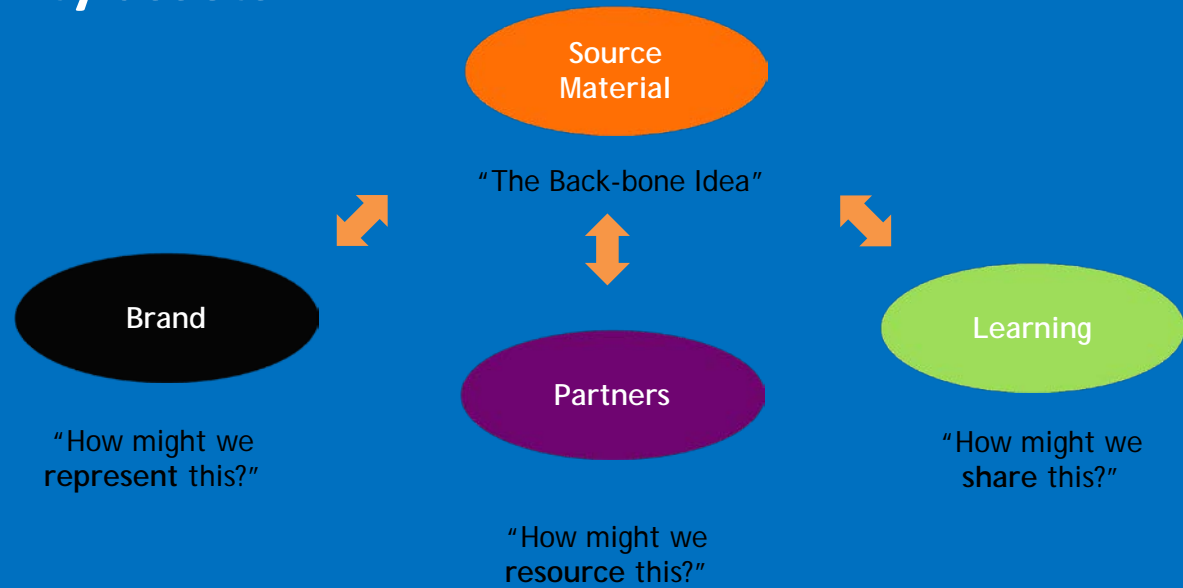 Source
Material
“The Back-bone Idea”
Brand
Learning
Partners
“How might we
represent this?”
“How might we
share this?”
“How might we
resource this?”